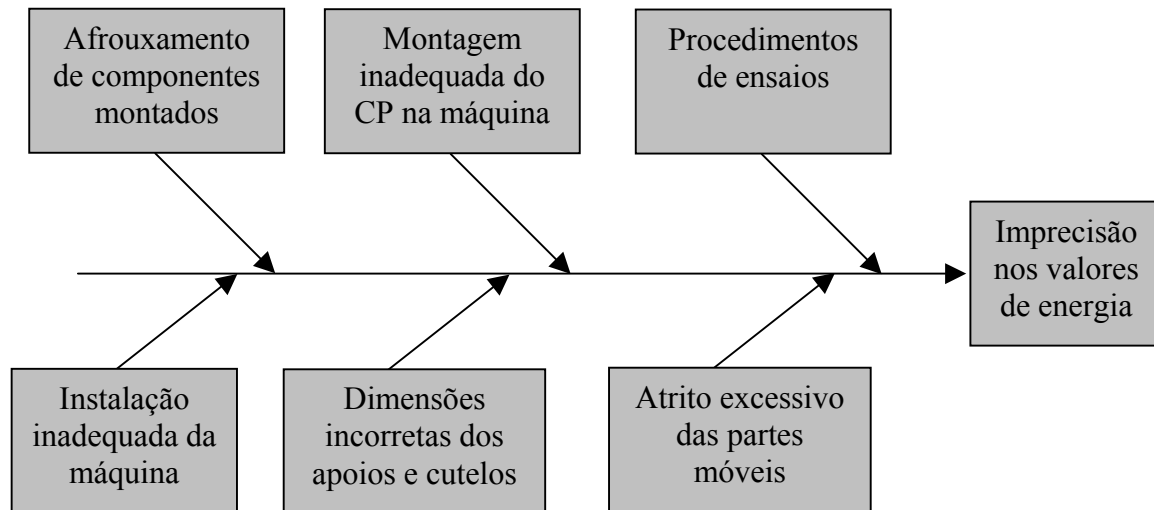 Afrouxamento
de componentes
montados
Montagem
inadequada do
CP na máquina
Procedimentos
de ensaios
Imprecisão
nos valores
de energia
Instalação
inadequada da
máquina
Dimensões
incorretas dos
apoios e cutelos
Atrito excessivo
das partes
móveis